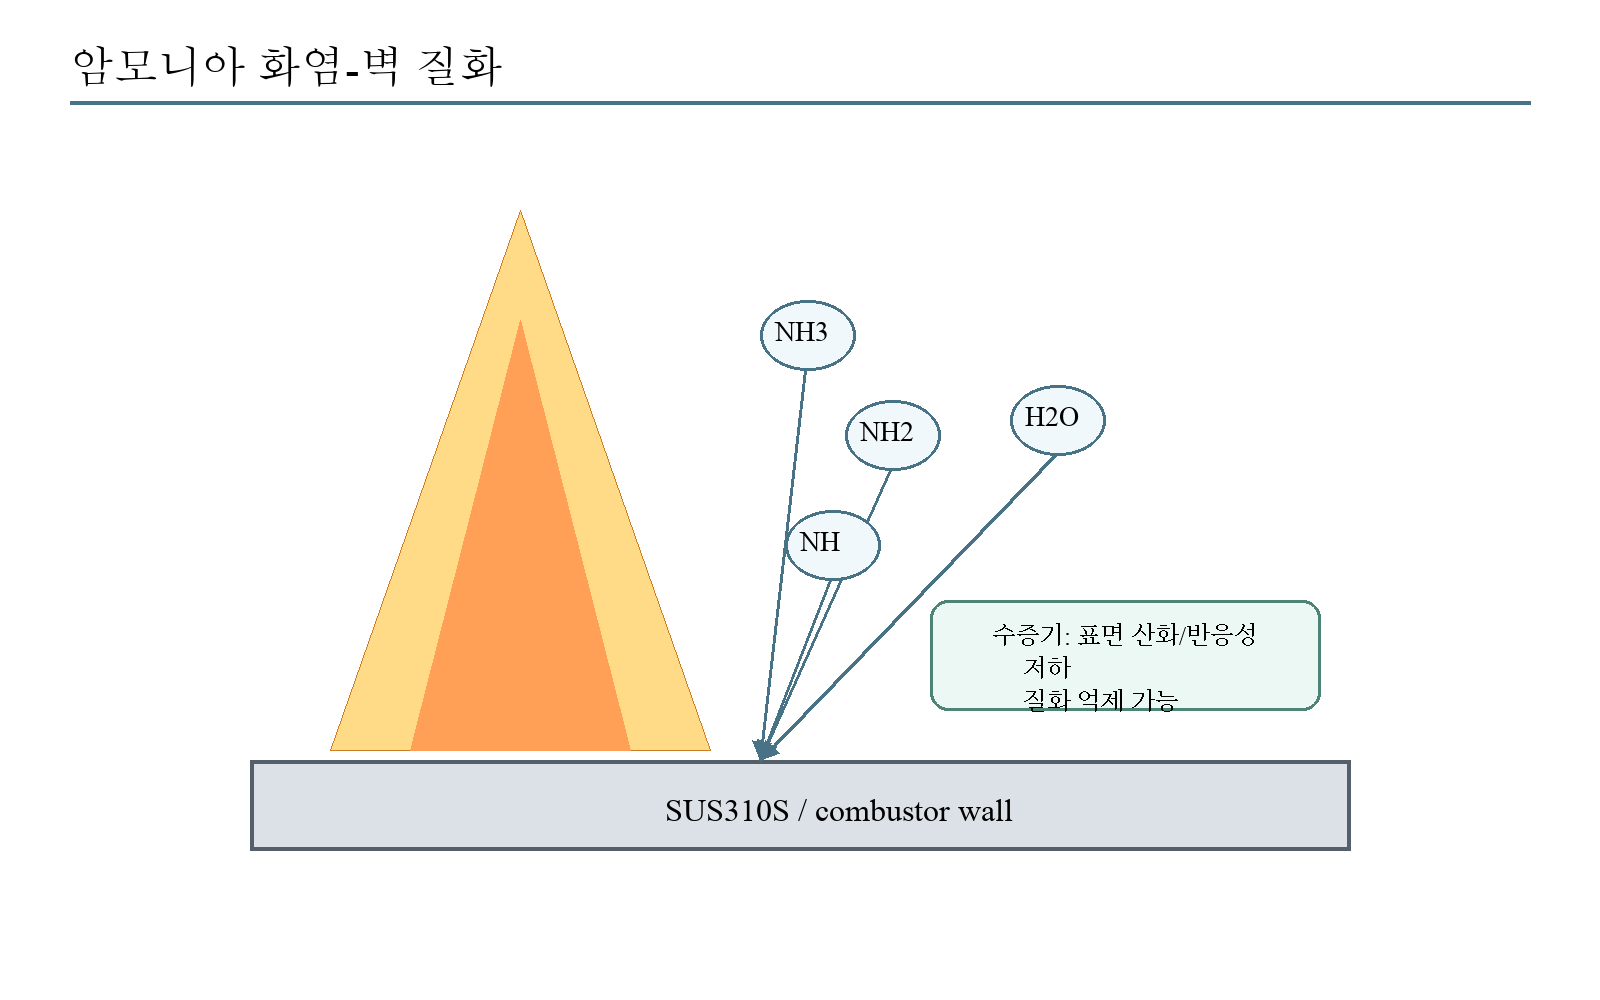 암모니아 화염-벽 질화
NH3
NH2
H2O
NH
수증기: 표면 산화/반응성
저하
질화 억제 가능
SUS310S / combustor wall